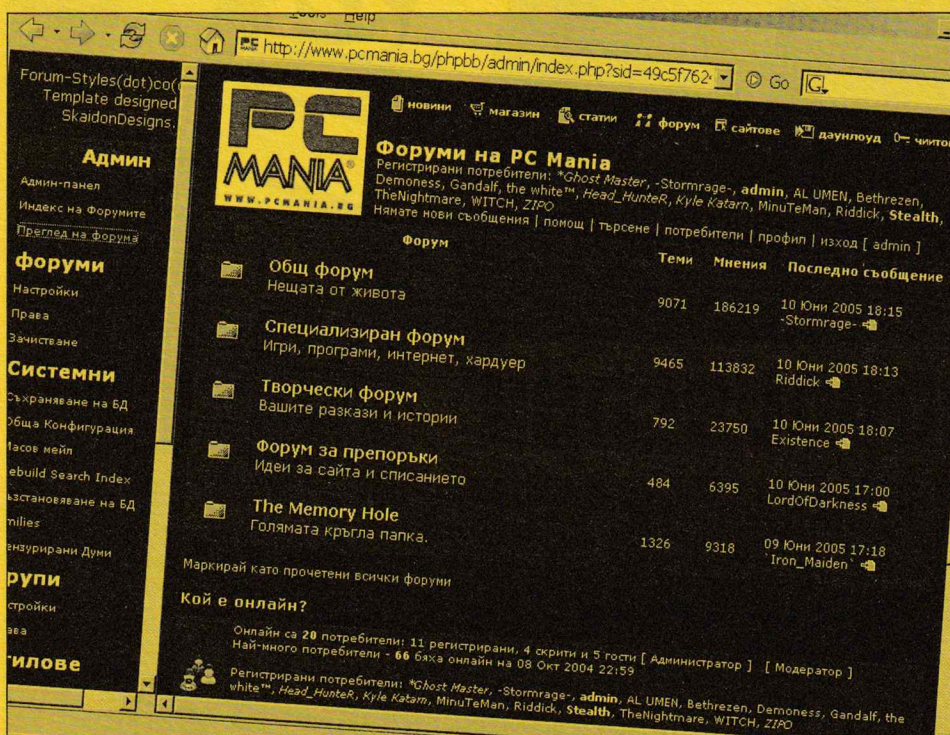 Tools Help
http://www.pcmania.bg/phpbb/admin/index.php?sid=49c5f762
Go
G
Forum-Styles(dot)co(
Template designed
SkaidonDesigns.
Админ
Админ-панел
Индекс на Форумите
Преглед на форума
форуми
Настройки
Права
Зачистване
Системни
Съхраняване на БД
Обща Конфигурация
Масов мейл
ebuild Search Index
ъзстановяване на БД
milies
ензурирани Думи
рупи
стройки
ава
тилове
PC
MANIA®
WWW.PCMANIA.BG
новини магазин статии форум сайтове даунлоуд читов
Форуми на PC Mania
Регистрирани потребители: *Ghost Master, -Stormrage-, admin, AL UMEN, Bethrezen,
Demoness, Gandalf, the white™, Head_HunteR, Kyle Katarn, MinuTeMan, Riddick, Stealth,
TheNightmare, WITCH, ZIPO
Нямате нови съобщения | помощ | търсене | потребители | профил | изход [ admin ]
Форум Теми Мнения Последно съобщение
Общ форум
Нещата от живота
9071 186219 10 Юни 2005 18:15
-Stormrage-
Специализиран форум
Игри, програми, интернет, хардуер
9465 113832 10 Юни 2005 18:13
Riddick
Творчески форум
Вашите разкази и истории
792 23750 10 Юни 2005 18:07
Existence
Форум за препоръки
Идеи за сайта и списанието
484 6395 10 Юни 2005 17:00
LordOfDarkness
The Memory Hole
Голямата кръгла папка.
1326 9318 09 Юни 2005 17:18
`Iron_Maiden`
Маркирай като прочетени всички форуми
Кой е онлайн?
Онлайн са 20 потребители: 11 регистрирани, 4 скрити и 5 гости [ Администратор ] [ Модератор ]
Най-много потребители - 66 бяха онлайн на 08 Окт 2004 22:59
Регистрирани потребители: *Ghost Master, -Stormrage-, admin, AL UMEN, Bethrezen, Demoness, Gandalf, the
white™, Head_HunteR, Kyle Katarn, MinuTeMan, Riddick, Stealth, TheNightmare, WITCH, ZIPO